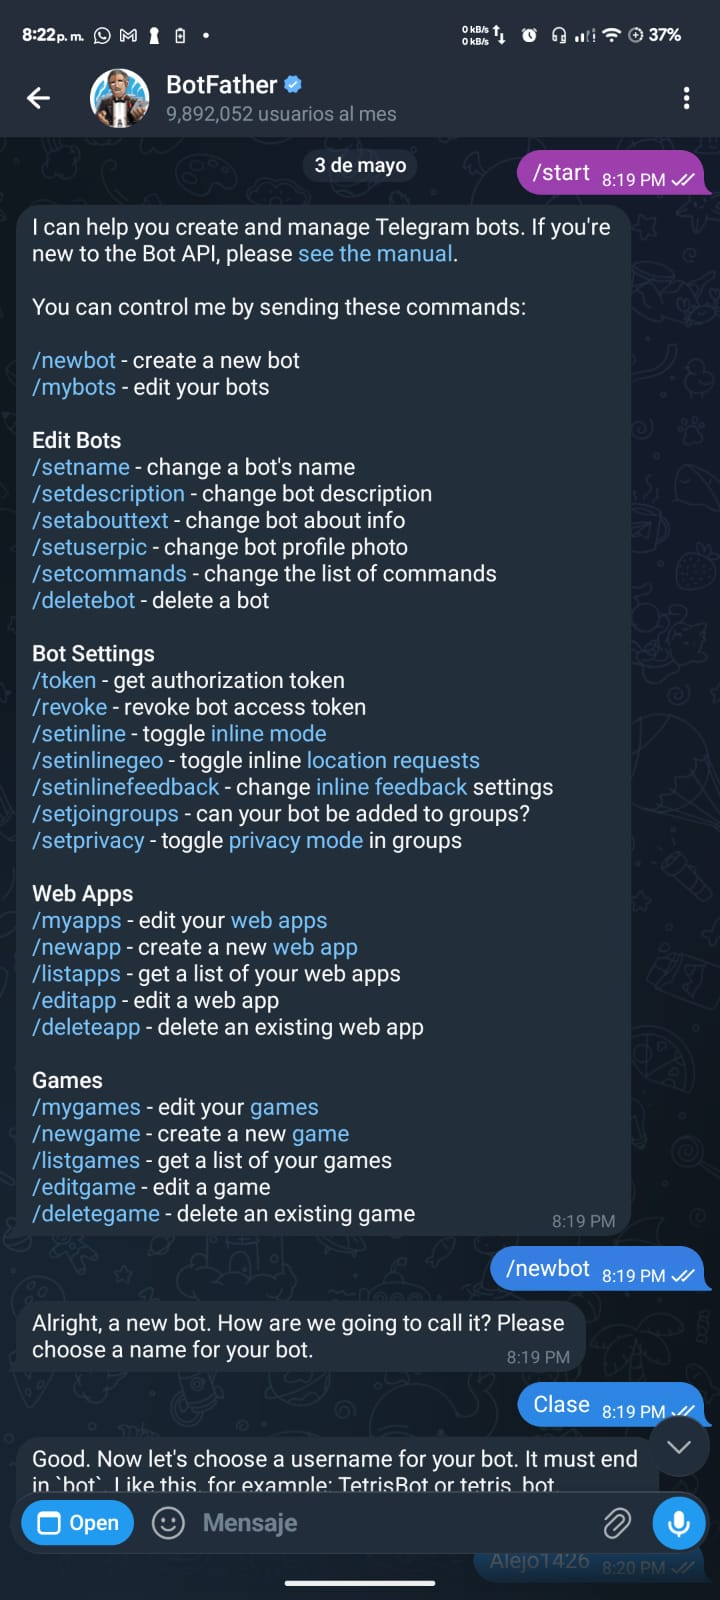 8:22p. m.
0 kB/s
0 kB/s
37%
BotFather
9,892,052 usuarios al mes
3 de mayo
/start 8:19 PM
I can help you create and manage Telegram bots. If you're
new to the Bot API, please see the manual.
You can control me by sending these commands:
/newbot - create a new bot
/mybots - edit your bots
Edit Bots
/setname - change a bot's name
/setdescription - change bot description
/setabouttext - change bot about info
/setuserpic - change bot profile photo
/setcommands - change the list of commands
/deletebot - delete a bot
Bot Settings
/token - get authorization token
/revoke - revoke bot access token
/setinline - toggle inline mode
/setinlinegeo - toggle inline location requests
/setinlinefeedback - change inline feedback settings
/setjoingroups - can your bot be added to groups?
/setprivacy - toggle privacy mode in groups
Web Apps
/myapps - edit your web apps
/newapp - create a new web app
/listapps - get a list of your web apps
/editapp - edit a web app
/deleteapp - delete an existing web app
Games
/mygames - edit your games
/newgame - create a new game
/listgames - get a list of your games
/editgame - edit a game
/deletegame - delete an existing game
8:19 PM
/newbot 8:19 PM
Alright, a new bot. How are we going to call it? Please
choose a name for your bot.
8:19 PM
Clase 8:19 PM
Good. Now let's choose a username for your bot. It must end
in `bot`. Like this, for example: TetrisBot or tetris_bot.
Open
Mensaje
Alejo1426 8:20 PM